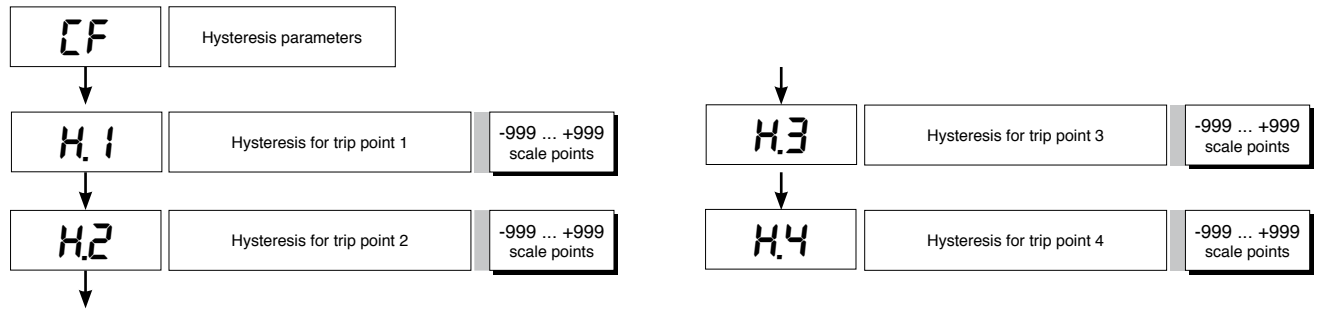 CF
Hysteresis parameters
H.1
Hysteresis for trip point 1
-999 ... +999
scale points
H.2
Hysteresis for trip point 2
-999 ... +999
scale points
H.3
Hysteresis for trip point 3
-999 ... +999
scale points
H.4
Hysteresis for trip point 4
-999 ... +999
scale points